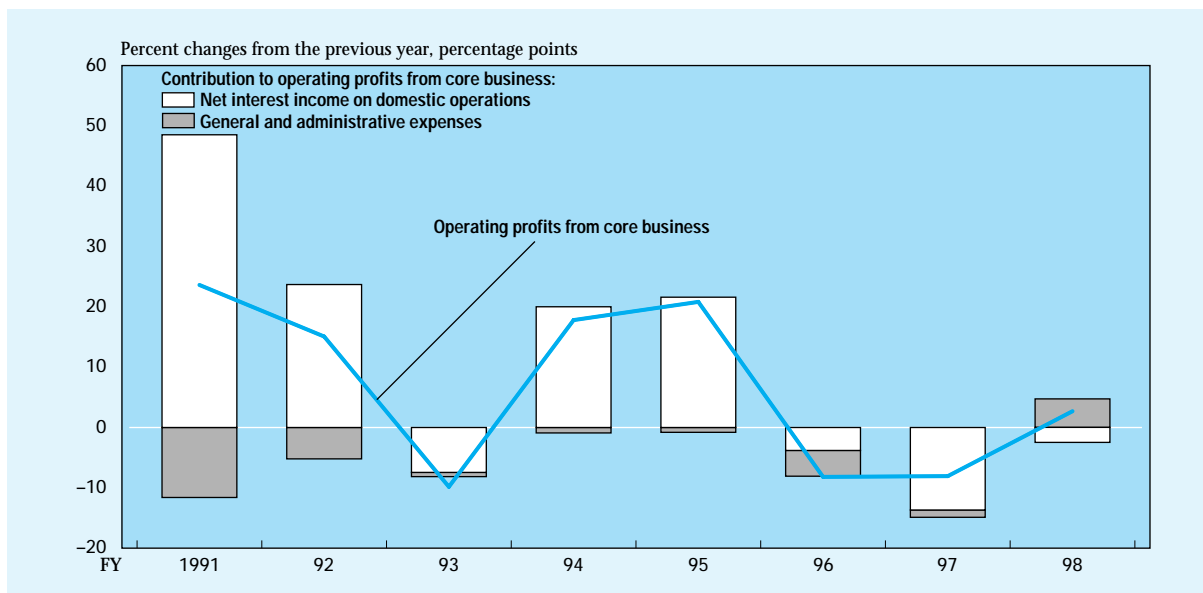 Percent changes from the previous year, percentage points
60
Contribution to operating profits from core business:
Net interest income on domestic operations
General and administrative expenses
50
40
30
Operating profits from core business
20
10
0
–10
–20
FY 1991 92 93 94 95 96 97 98